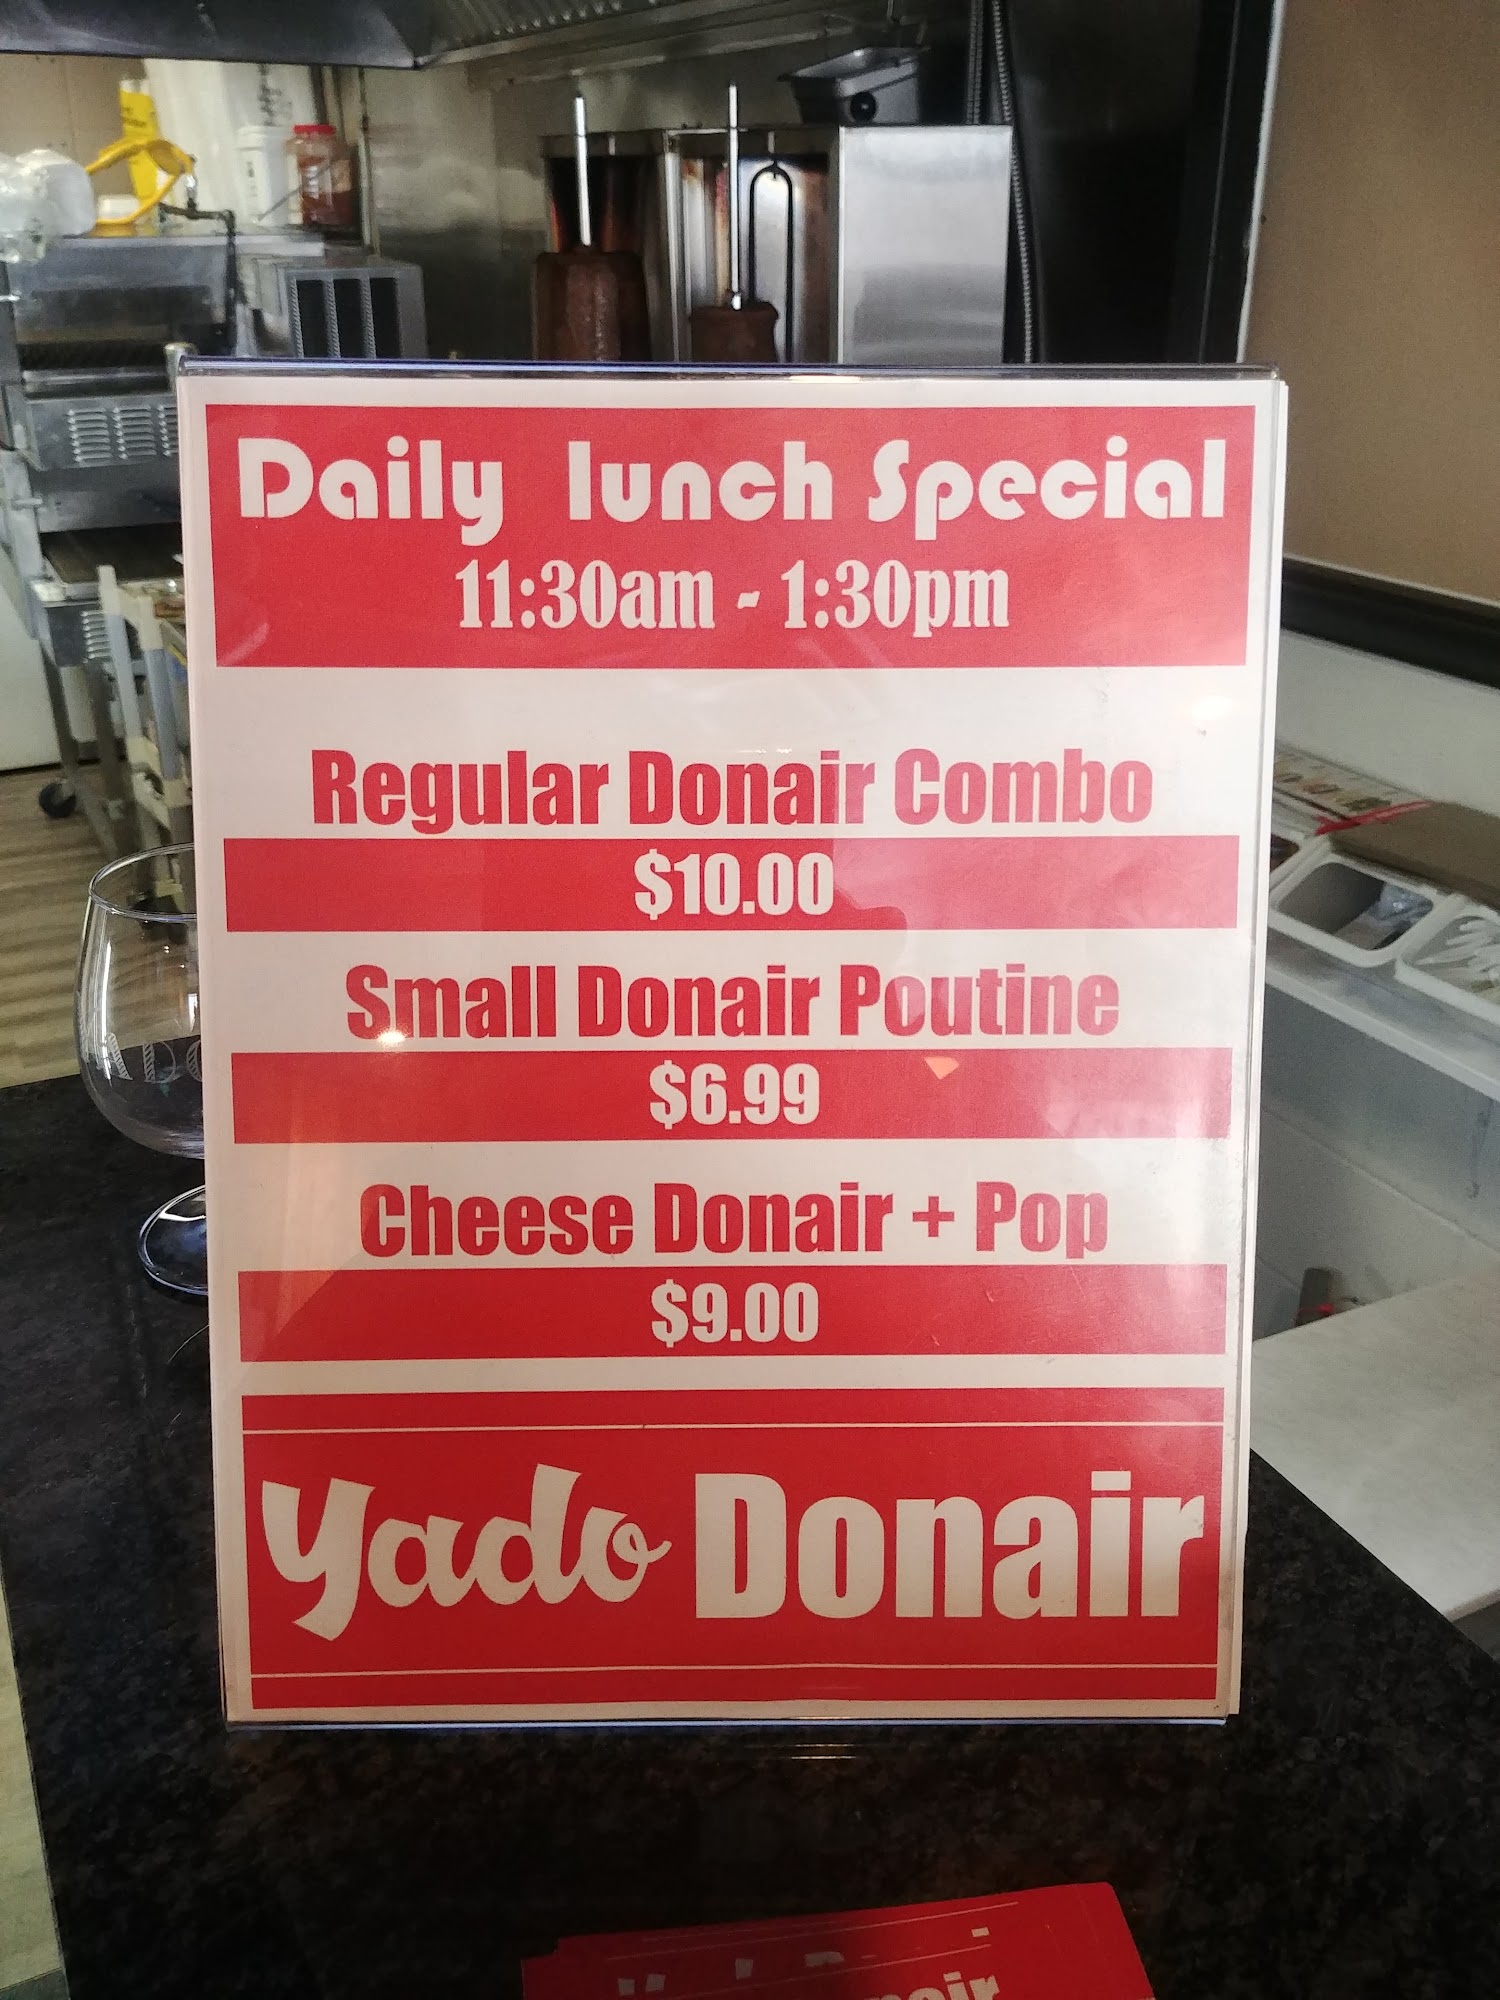 Daily lunch Special
11:30am - 1:30pm
Regular Donair Combo
$10.00
Small Donair Poutine
$6.99
Cheese Donair + Pop
$9.00
Yado Donair